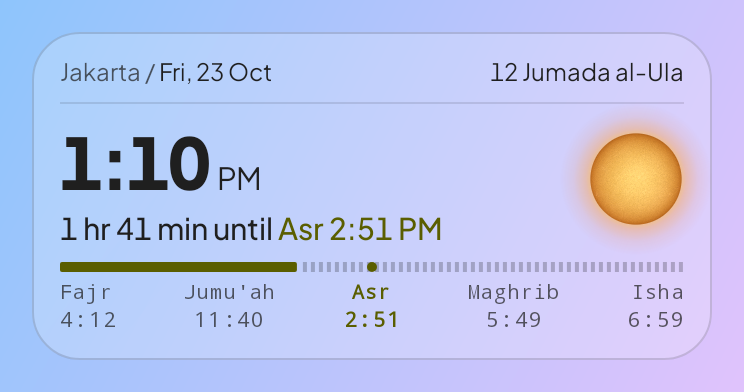 Jakarta / Fri, 23 Oct 12 Jumada al-Ula
1:10 PM
1 hr 41 min until Asr 2:51 PM
Fajr Jumu'ah Asr Maghrib Isha
4:12 11:40 2:51 5:49 6:59